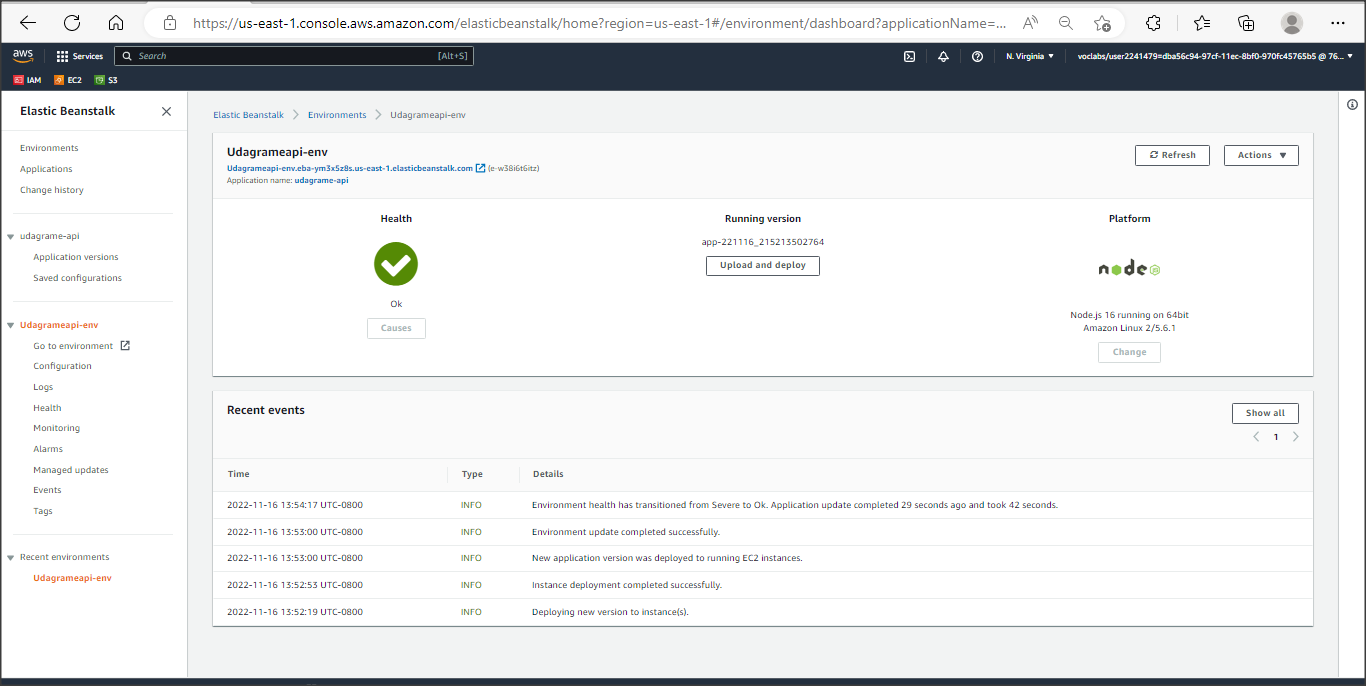 https://us-east-1.console.aws.amazon.com/elasticbeanstalk/home?region=us-east-1#/environment/dashboard?applicationName=...
aws
Services
Search
[Alt+S]
N. Virginia
voclabs/user2241479=dba56c94-97cf-11ec-8bf0-970fc45765b5 @ 76...
IAM
EC2
S3
Elastic Beanstalk
Environments
Applications
Change history
udagrame-api
Application versions
Saved configurations
Udagrameapi-env
Go to environment
Configuration
Logs
Health
Monitoring
Alarms
Managed updates
Events
Tags
Recent environments
Udagrameapi-env
Elastic Beanstalk > Environments > Udagrameapi-env
Udagrameapi-env
Udagrameapi-env.eba-ym3x5z8s.us-east-1.elasticbeanstalk.com (e-w38i6t6itz)
Application name: udagrame-api
Refresh
Actions
Health
Ok
Causes
Running version
app-221116_215213502764
Upload and deploy
Platform
node JS
Node.js 16 running on 64bit
Amazon Linux 2/5.6.1
Change
Recent events
Show all
1
Time Type Details
2022-11-16 13:54:17 UTC-0800 INFO Environment health has transitioned from Severe to Ok. Application update completed 29 seconds ago and took 42 seconds.
2022-11-16 13:53:00 UTC-0800 INFO Environment update completed successfully.
2022-11-16 13:53:00 UTC-0800 INFO New application version was deployed to running EC2 instances.
2022-11-16 13:52:53 UTC-0800 INFO Instance deployment completed successfully.
2022-11-16 13:52:19 UTC-0800 INFO Deploying new version to instance(s).